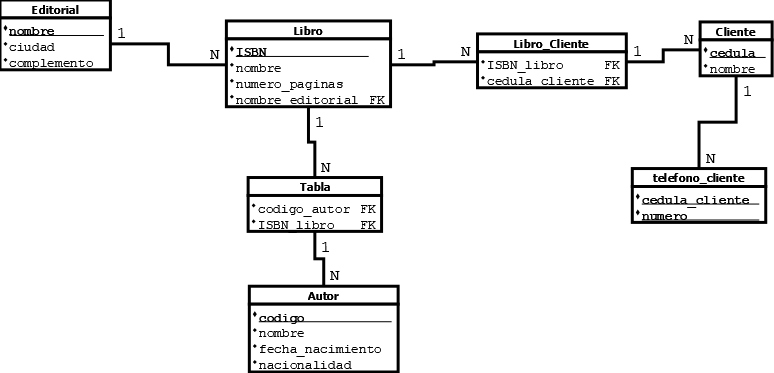 Editorial
nombre
ciudad
complemento
1
N
Libro
ISBN
nombre
numero_paginas
nombre_editorial FK
1
N
Libro_Cliente
ISBN_libro FK
cedula_cliente FK
1
N
Cliente
cedula
nombre
1
N
telefono_cliente
cedula_cliente
numero
1
N
Tabla
codigo_autor FK
ISBN_libro FK
1
N
Autor
codigo
nombre
fecha_nacimiento
nacionalidad